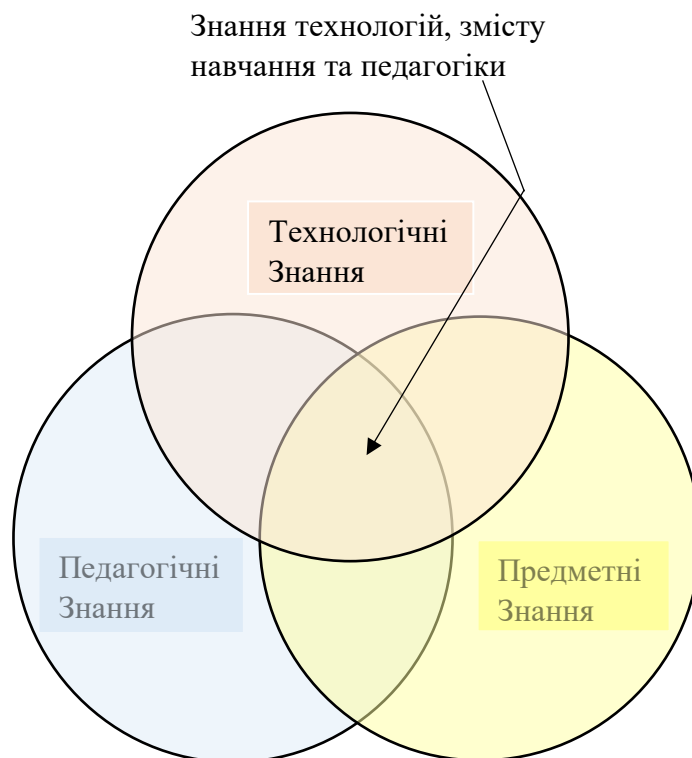 Знання технологій, змісту
навчання та педагогіки
Технологічні
Знання
Педагогічні
Знання
Предметні
Знання